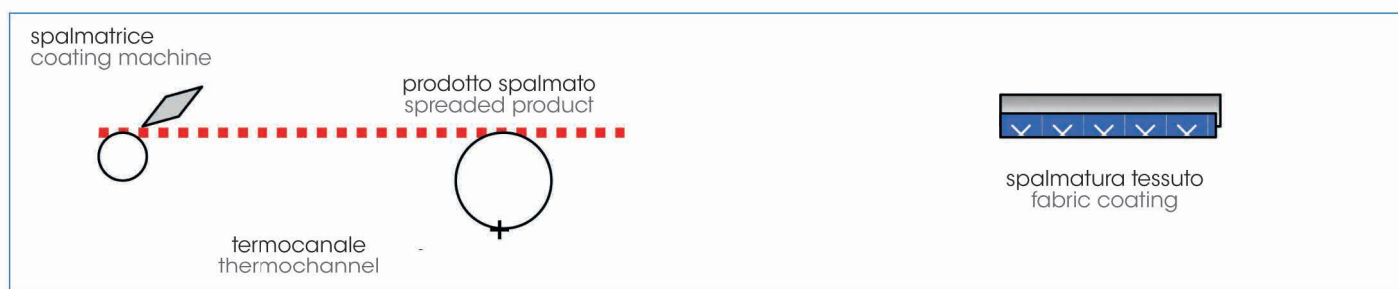 spalmatrice
coating machine
prodotto spalmato
spreaded product
termocanale
thermochannel
spalmatura tessuto
fabric coating